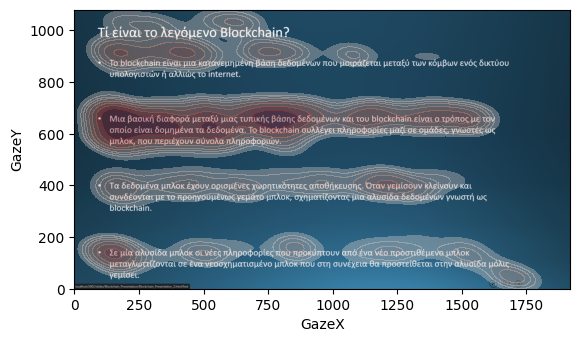 Τί είναι το λεγόμενο Blockchain?
• Το blockchain είναι μια κατανεμημένη βάση δεδομένων που μοιράζεται μεταξύ των κόμβων ενός δικτύου
υπολογιστών ή αλλιώς το internet.
• Μια βασική διαφορά μεταξύ μιας τυπικής βάσης δεδομένων και του blockchain είναι ο τρόπος με τον
οποίο είναι δομημένα τα δεδομένα. Το blockchain συλλέγει πληροφορίες μαζί σε ομάδες, γνωστές ως
μπλοκ, που περιέχουν σύνολα πληροφοριών.
• Τα δεδομένα μπλοκ έχουν ορισμένες χωρητικότητες αποθήκευσης. Όταν γεμίσουν κλείνουν και
συνδέονται με το προηγουμένως γεμάτο μπλοκ, σχηματίζοντας μια αλυσίδα δεδομένων γνωστή ως
blockchain.
• Σε μία αλυσίδα μπλοκ οι νέες πληροφορίες που προκύπτουν από ένα νέο προστιθέμενο μπλοκ
μεταγλωττίζονται σε ένα νεοσχηματισμένο μπλοκ που στη συνέχεια θα προστείθεται στην αλυσίδα μόλις
γεμίσει.
GazeY
1000
800
600
400
200
0
0 250 500 750 1000 1250 1500 1750
GazeX